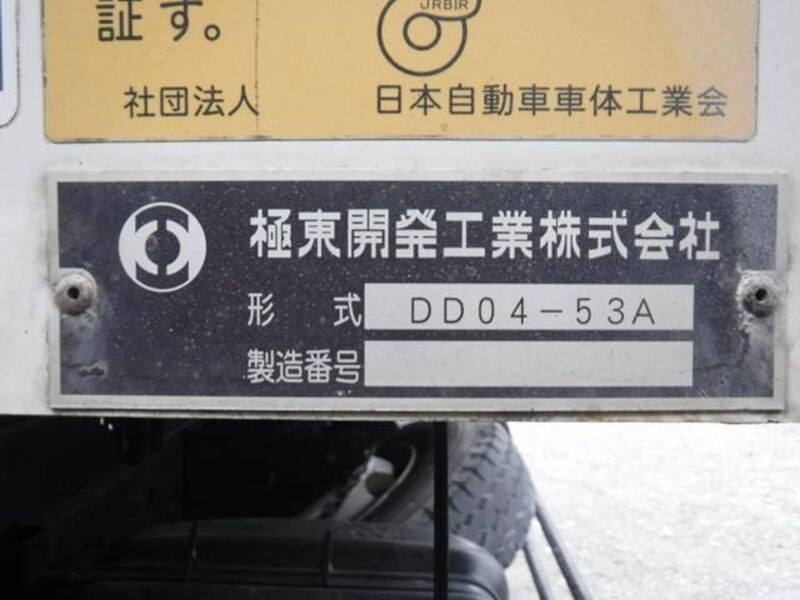 証す。
JRBIR
社団法人 日本自動車車体工業会
極東開発工業株式会社
形 式 DD04-53A
製造番号